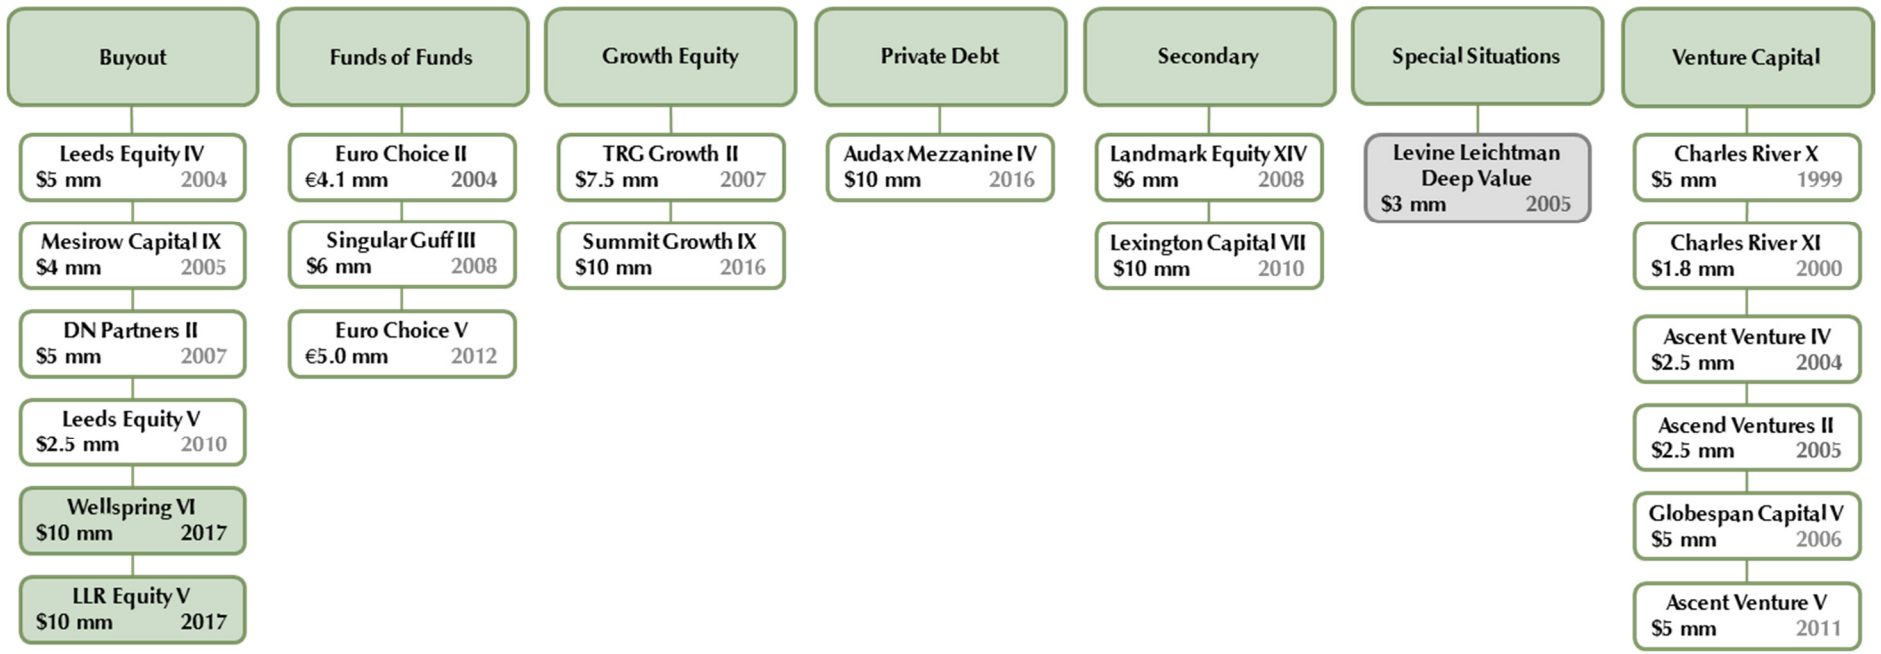 Buyout
Leeds Equity IV
$5 mm 2004
Mesirow Capital IX
$4 mm 2005
DN Partners II
$5 mm 2007
Leeds Equity V
$2.5 mm 2010
Wellspring VI
$10 mm 2017
LLR Equity V
$10 mm 2017
Funds of Funds
Euro Choice II
€4.1 mm 2004
Singular Guff III
$6 mm 2008
Euro Choice V
€5.0 mm 2012
Growth Equity
TRG Growth II
$7.5 mm 2007
Summit Growth IX
$10 mm 2016
Private Debt
Audax Mezzanine IV
$10 mm 2016
Secondary
Landmark Equity XIV
$6 mm 2008
Lexington Capital VII
$10 mm 2010
Special Situations
Levine Leichtman
Deep Value
$3 mm 2005
Venture Capital
Charles River X
$5 mm 1999
Charles River XI
$1.8 mm 2000
Ascent Venture IV
$2.5 mm 2004
Ascend Ventures II
$2.5 mm 2005
Globespan Capital V
$5 mm 2006
Ascent Venture V
$5 mm 2011